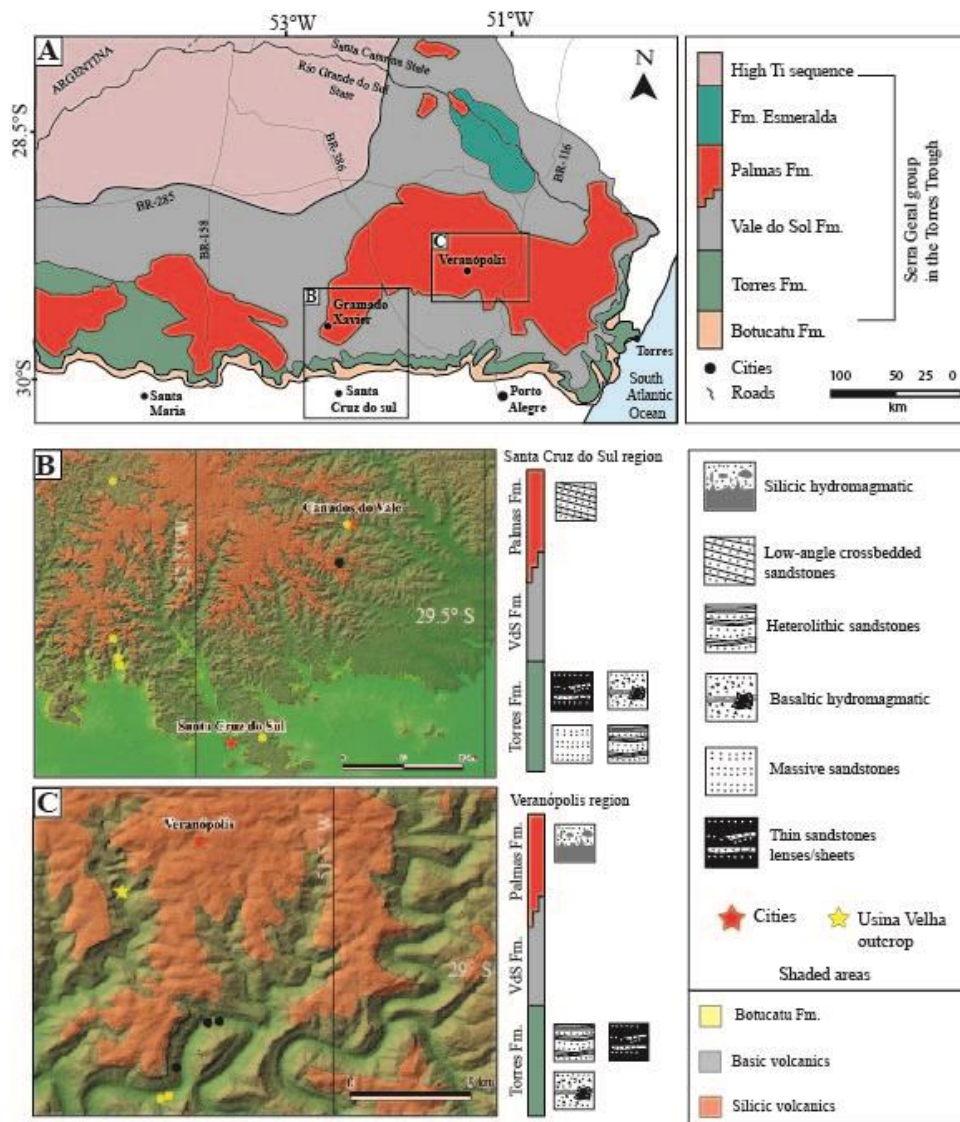 53°W
51°W
A
N
ARGENTINA
Santa Catarina State
Rio Grande do Sul
State
28.5°S
30°S
BR-386
BR-116
BR-285
BR-158
C
Veranópolis
B
Gramado
Xavier
Torres
Santa
Maria
Santa
Cruz do sul
Porto
Alegre
South
Atlantic
Ocean
High Ti sequence
Fm. Esmeralda
Palmas Fm.
Vale do Sol Fm.
Torres Fm.
Botucatu Fm.
Cities
Roads
Serra Geral group
in the Torres Trough
100
50
0
km
B
Canudos do Vale
29.5° S
Santa Cruz do Sul
Santa Cruz do Sul region
Palmas Fm.
VdS Fm.
Torres Fm.
C
Veranópolis
Veranópolis region
Palmas Fm.
VdS Fm.
Torres Fm.
Silicic hydromagmatic
Low-angle crossbedded
sandstones
Heterolithic sandstones
Basaltic hydromagmatic
Massive sandstones
Thin sandstones
lenses/sheets
Cities
Usina Velha
outcrop
Shaded areas
Botucatu Fm.
Basic volcanics
Silicic volcanics